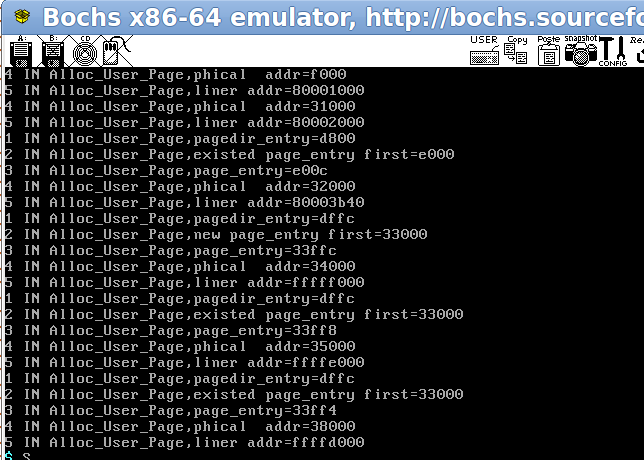 Bochs x86-64 emulator, http://bochs.sourcefo
A: B: CD USER Copy Paste snapshot CONFIG Re
4 IN Alloc_User_Page,phical  addr=f000
5 IN Alloc_User_Page,liner addr=80001000
4 IN Alloc_User_Page,phical  addr=31000
5 IN Alloc_User_Page,liner addr=80002000
1 IN Alloc_User_Page,pagedir_entry=d800
2 IN Alloc_User_Page,existed page_entry first=e000
3 IN Alloc_User_Page,page_entry=e00c
4 IN Alloc_User_Page,phical  addr=32000
5 IN Alloc_User_Page,liner addr=80003b40
1 IN Alloc_User_Page,pagedir_entry=dffc
2 IN Alloc_User_Page,new page_entry first=33000
3 IN Alloc_User_Page,page_entry=33ffc
4 IN Alloc_User_Page,phical  addr=34000
5 IN Alloc_User_Page,liner addr=fffff000
1 IN Alloc_User_Page,pagedir_entry=dffc
2 IN Alloc_User_Page,existed page_entry first=33000
3 IN Alloc_User_Page,page_entry=33ff8
4 IN Alloc_User_Page,phical  addr=35000
5 IN Alloc_User_Page,liner addr=ffffe000
1 IN Alloc_User_Page,pagedir_entry=dffc
2 IN Alloc_User_Page,existed page_entry first=33000
3 IN Alloc_User_Page,page_entry=33ff4
4 IN Alloc_User_Page,phical  addr=38000
5 IN Alloc_User_Page,liner addr=ffffd000